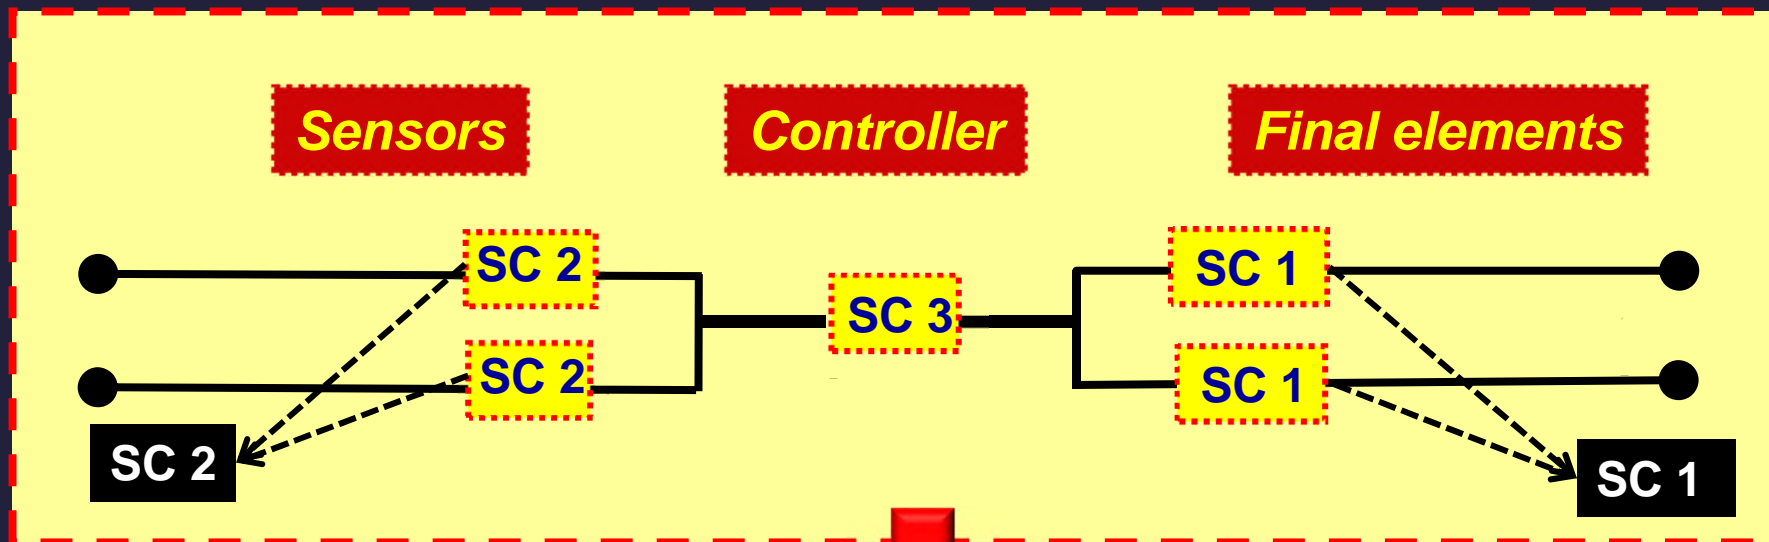 Sensors
Controller
Final elements
SC 2
SC 1
SC 3
SC 2
SC 1
SC 2
SC 1